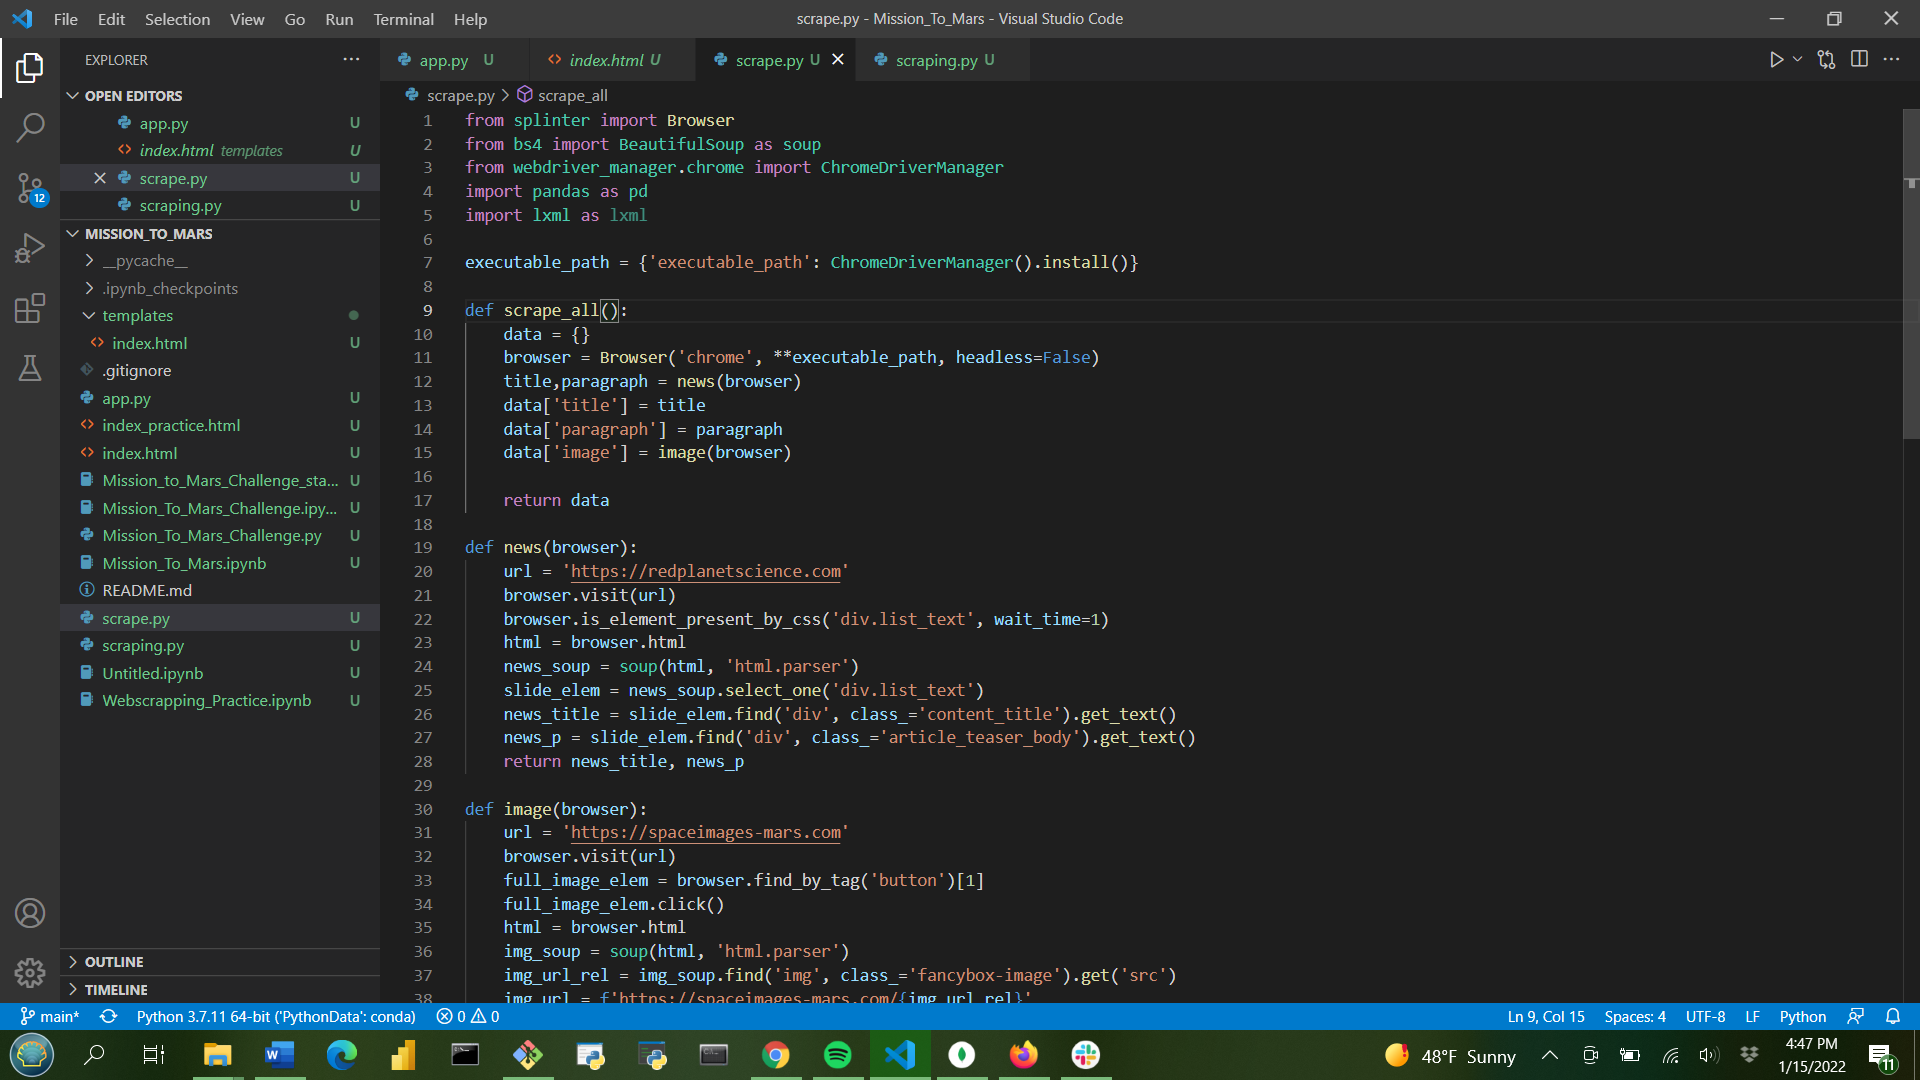 File Edit Selection View Go Run Terminal Help
scrape.py - Mission_To_Mars - Visual Studio Code
EXPLORER
OPEN EDITORS
app.py U
index.html templates U
scrape.py U
scraping.py U
12
MISSION_TO_MARS
__pycache__
.ipynb_checkpoints
templates
index.html U
.gitignore
app.py U
index_practice.html U
index.html U
Mission_to_Mars_Challenge_sta... U
Mission_To_Mars_Challenge.ipy... U
Mission_To_Mars_Challenge.py U
Mission_To_Mars.ipynb U
README.md
scrape.py U
scraping.py U
Untitled.ipynb U
Webscrapping_Practice.ipynb U
OUTLINE
TIMELINE
app.py U index.html U scrape.py U scraping.py U
scrape.py > scrape_all
1 from splinter import Browser
2 from bs4 import BeautifulSoup as soup
3 from webdriver_manager.chrome import ChromeDriverManager
4 import pandas as pd
5 import lxml as lxml
6
7 executable_path = {'executable_path': ChromeDriverManager().install()}
8
9 def scrape_all():
10     data = {}
11     browser = Browser('chrome', **executable_path, headless=False)
12     title,paragraph = news(browser)
13     data['title'] = title
14     data['paragraph'] = paragraph
15     data['image'] = image(browser)
16
17     return data
18
19 def news(browser):
20     url = 'https://redplanetscience.com'
21     browser.visit(url)
22     browser.is_element_present_by_css('div.list_text', wait_time=1)
23     html = browser.html
24     news_soup = soup(html, 'html.parser')
25     slide_elem = news_soup.select_one('div.list_text')
26     news_title = slide_elem.find('div', class_='content_title').get_text()
27     news_p = slide_elem.find('div', class_='article_teaser_body').get_text()
28     return news_title, news_p
29
30 def image(browser):
31     url = 'https://spaceimages-mars.com'
32     browser.visit(url)
33     full_image_elem = browser.find_by_tag('button')[1]
34     full_image_elem.click()
35     html = browser.html
36     img_soup = soup(html, 'html.parser')
37     img_url_rel = img_soup.find('img', class_='fancybox-image').get('src')
38     img_url = f'https://spaceimages-mars.com/{img_url_rel}'
main* Python 3.7.11 64-bit ('PythonData': conda) 0 0
Ln 9, Col 15 Spaces: 4 UTF-8 LF Python
48°F Sunny
4:47 PM
1/15/2022
11